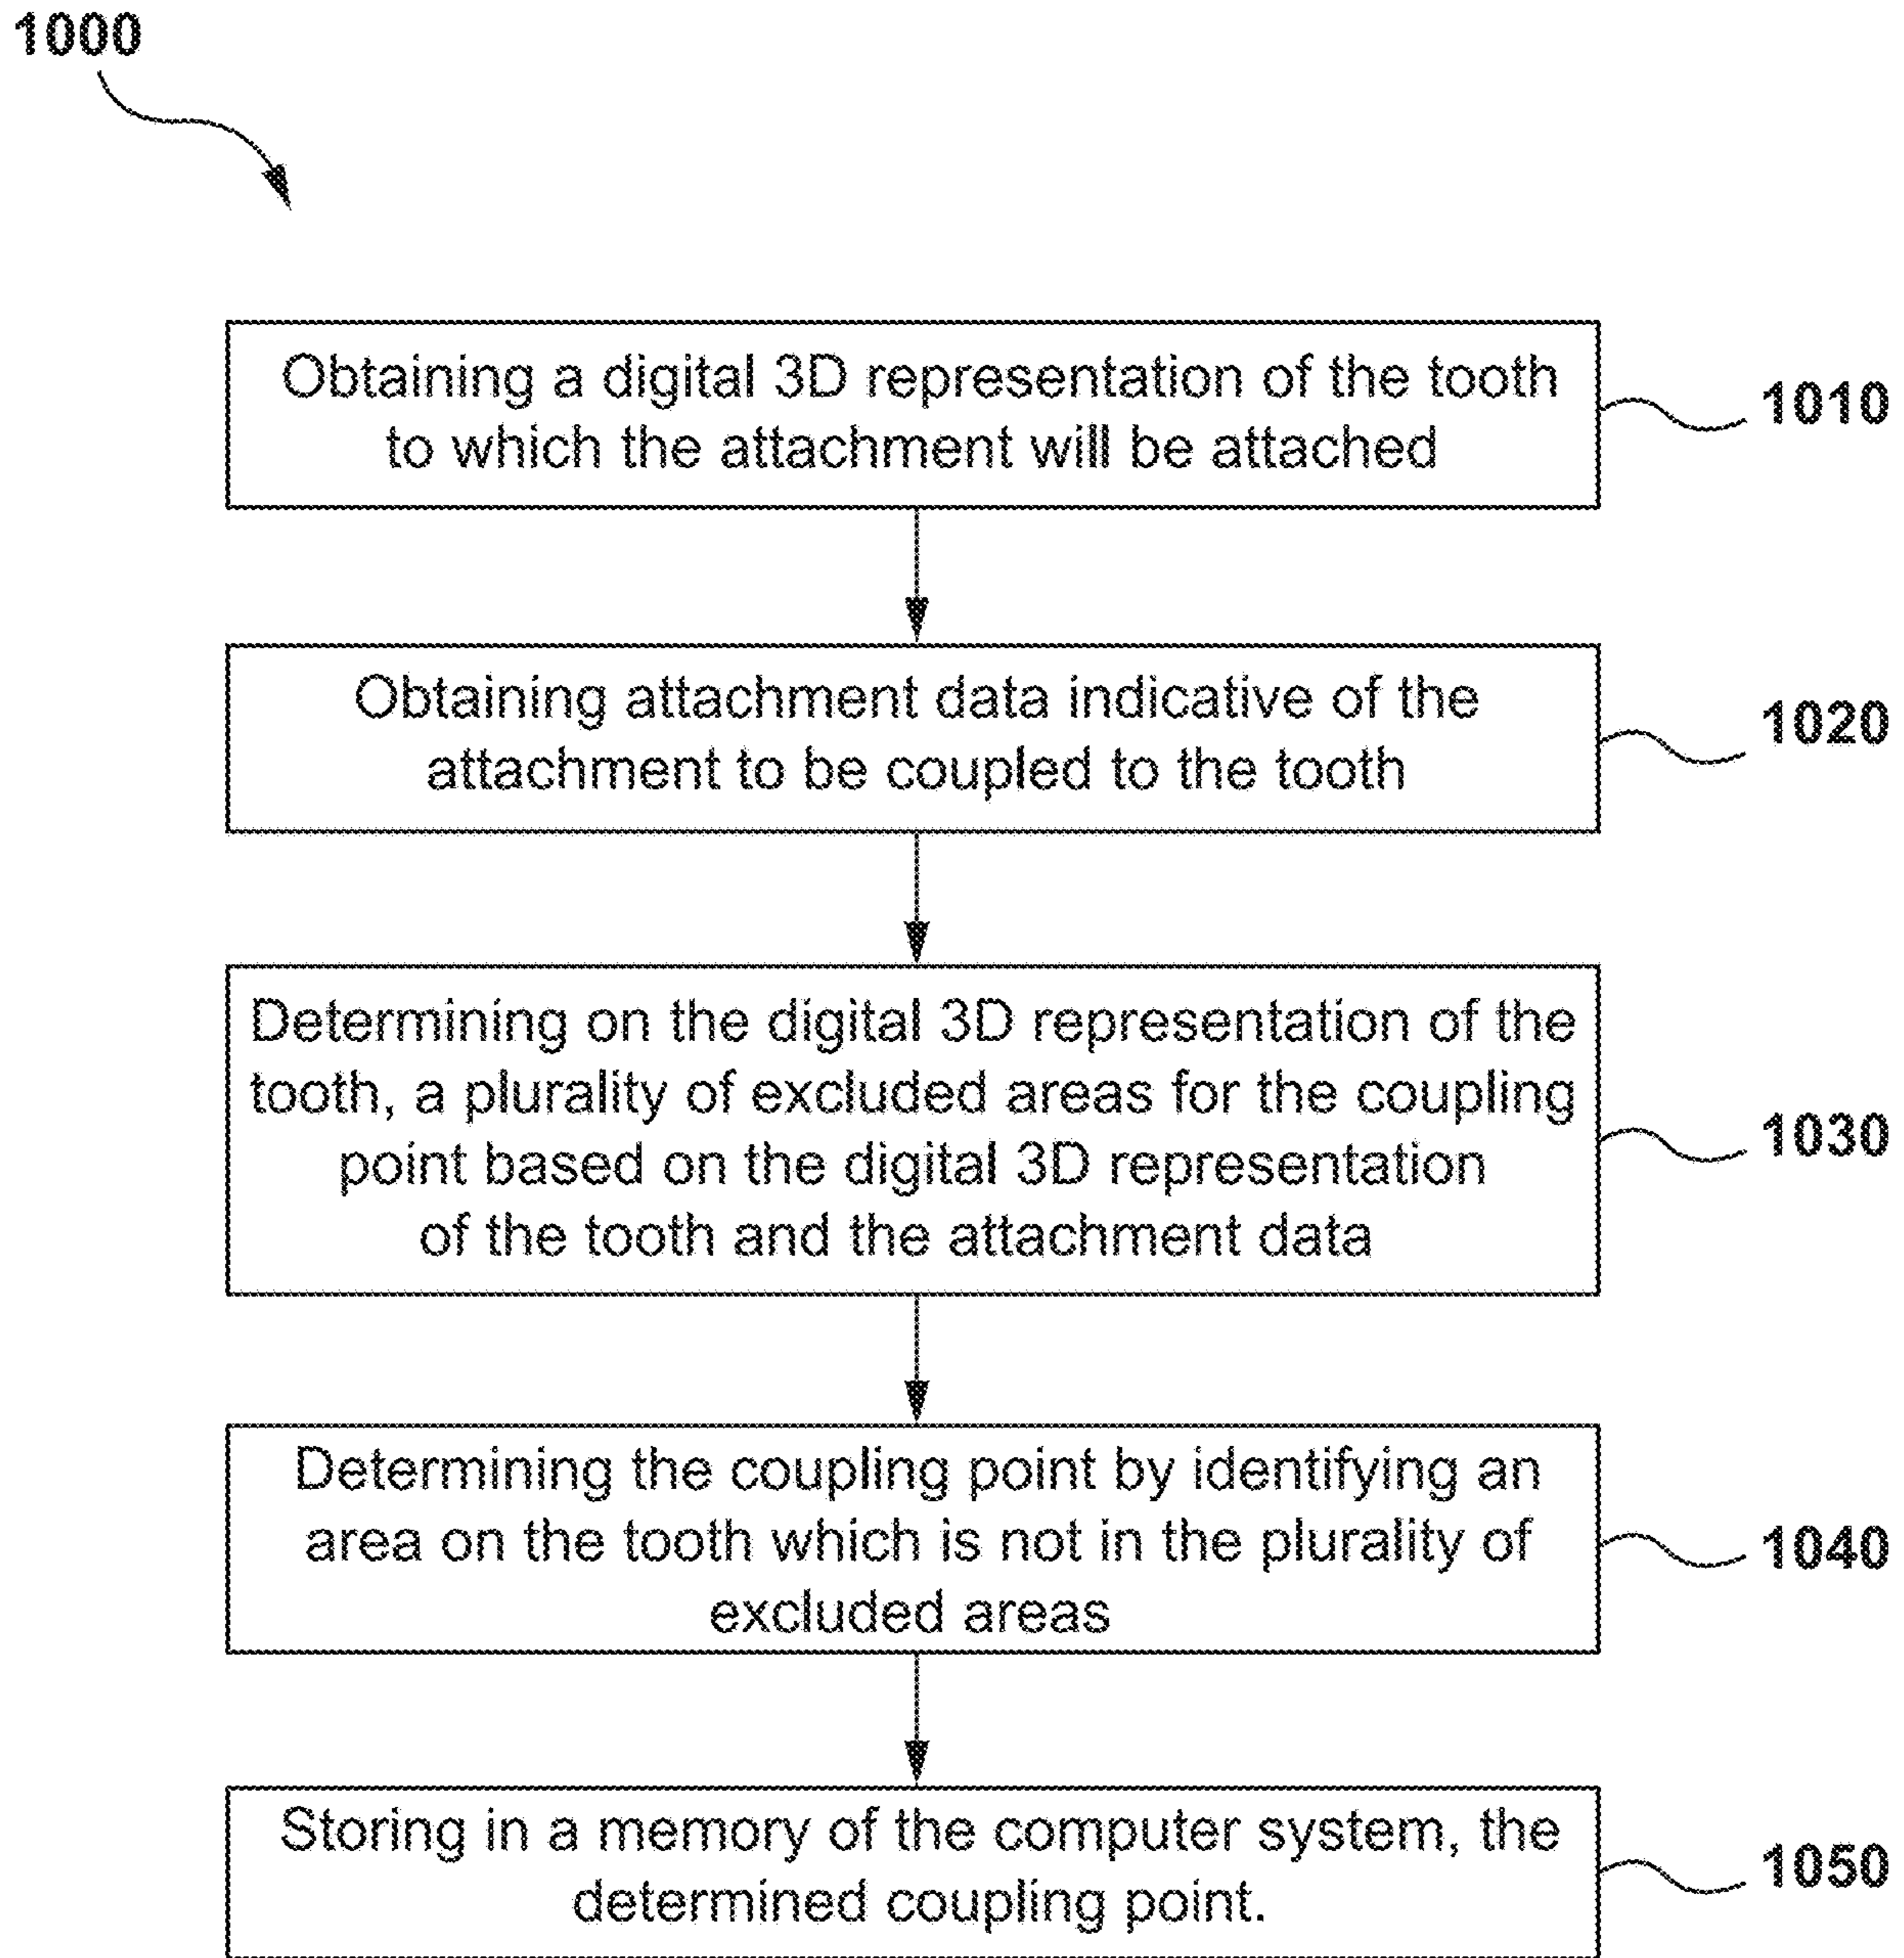 1000
Obtaining a digital 3D representation of the tooth
to which the attachment will be attached
1010
Obtaining attachment data indicative of the
attachment to be coupled to the tooth
1020
Determining on the digital 3D representation of the
tooth, a plurality of excluded areas for the coupling
point based on the digital 3D representation
of the tooth and the attachment data
1030
Determining the coupling point by identifying an
area on the tooth which is not in the plurality of
excluded areas
1040
Storing in a memory of the computer system, the
determined coupling point.
1050